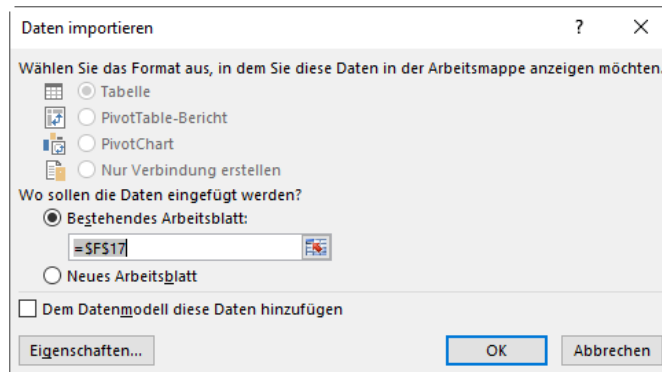 Daten importieren ? ×
Wählen Sie das Format aus, in dem Sie diese Daten in der Arbeitsmappe anzeigen möchten.
Tabelle
PivotTable-Bericht
PivotChart
Nur Verbindung erstellen
Wo sollen die Daten eingefügt werden?
Bestehendes Arbeitsblatt:
=$F$17
Neues Arbeitsblatt
Dem Datenmodell diese Daten hinzufügen
Eigenschaften... OK Abbrechen